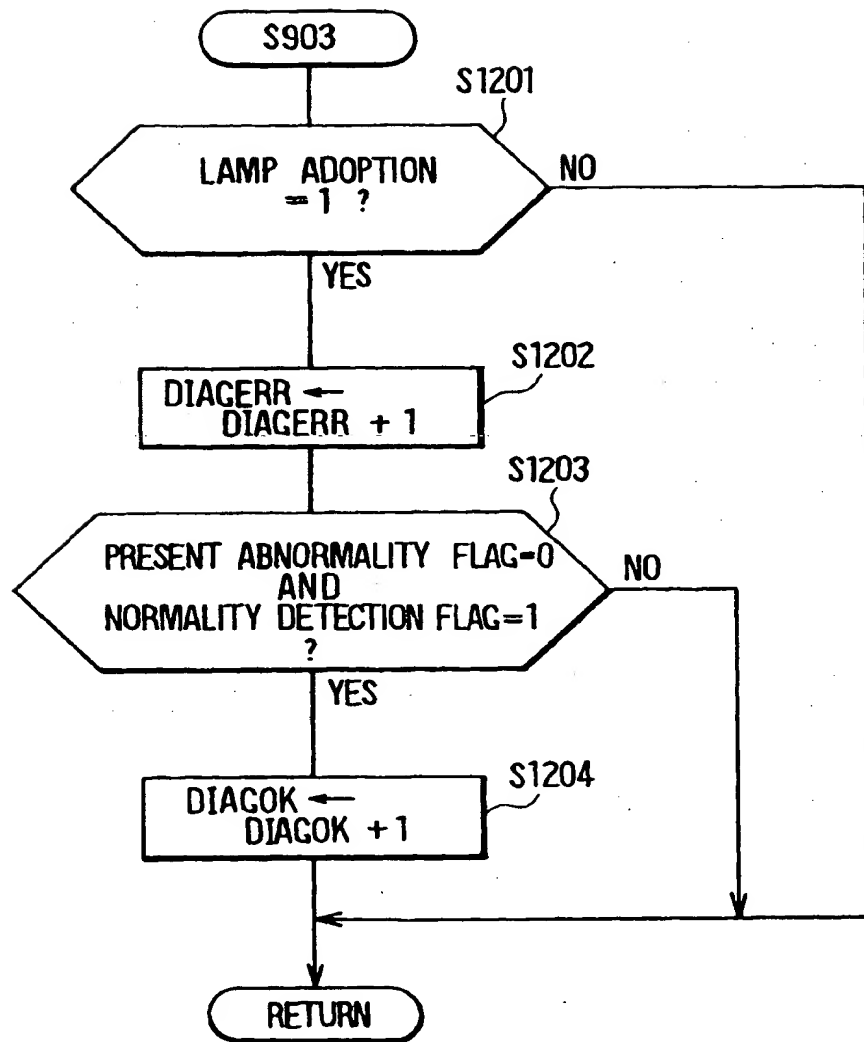 S903
S1201
LAMP ADOPTION
=1 ?
NO
YES
S1202
DIAGERR ←
DIAGERR + 1
S1203
PRESENT ABNORMALITY FLAG=0
AND
NORMALITY DETECTION FLAG=1
?
NO
YES
S1204
DIAGOK ←
DIAGOK + 1
RETURN